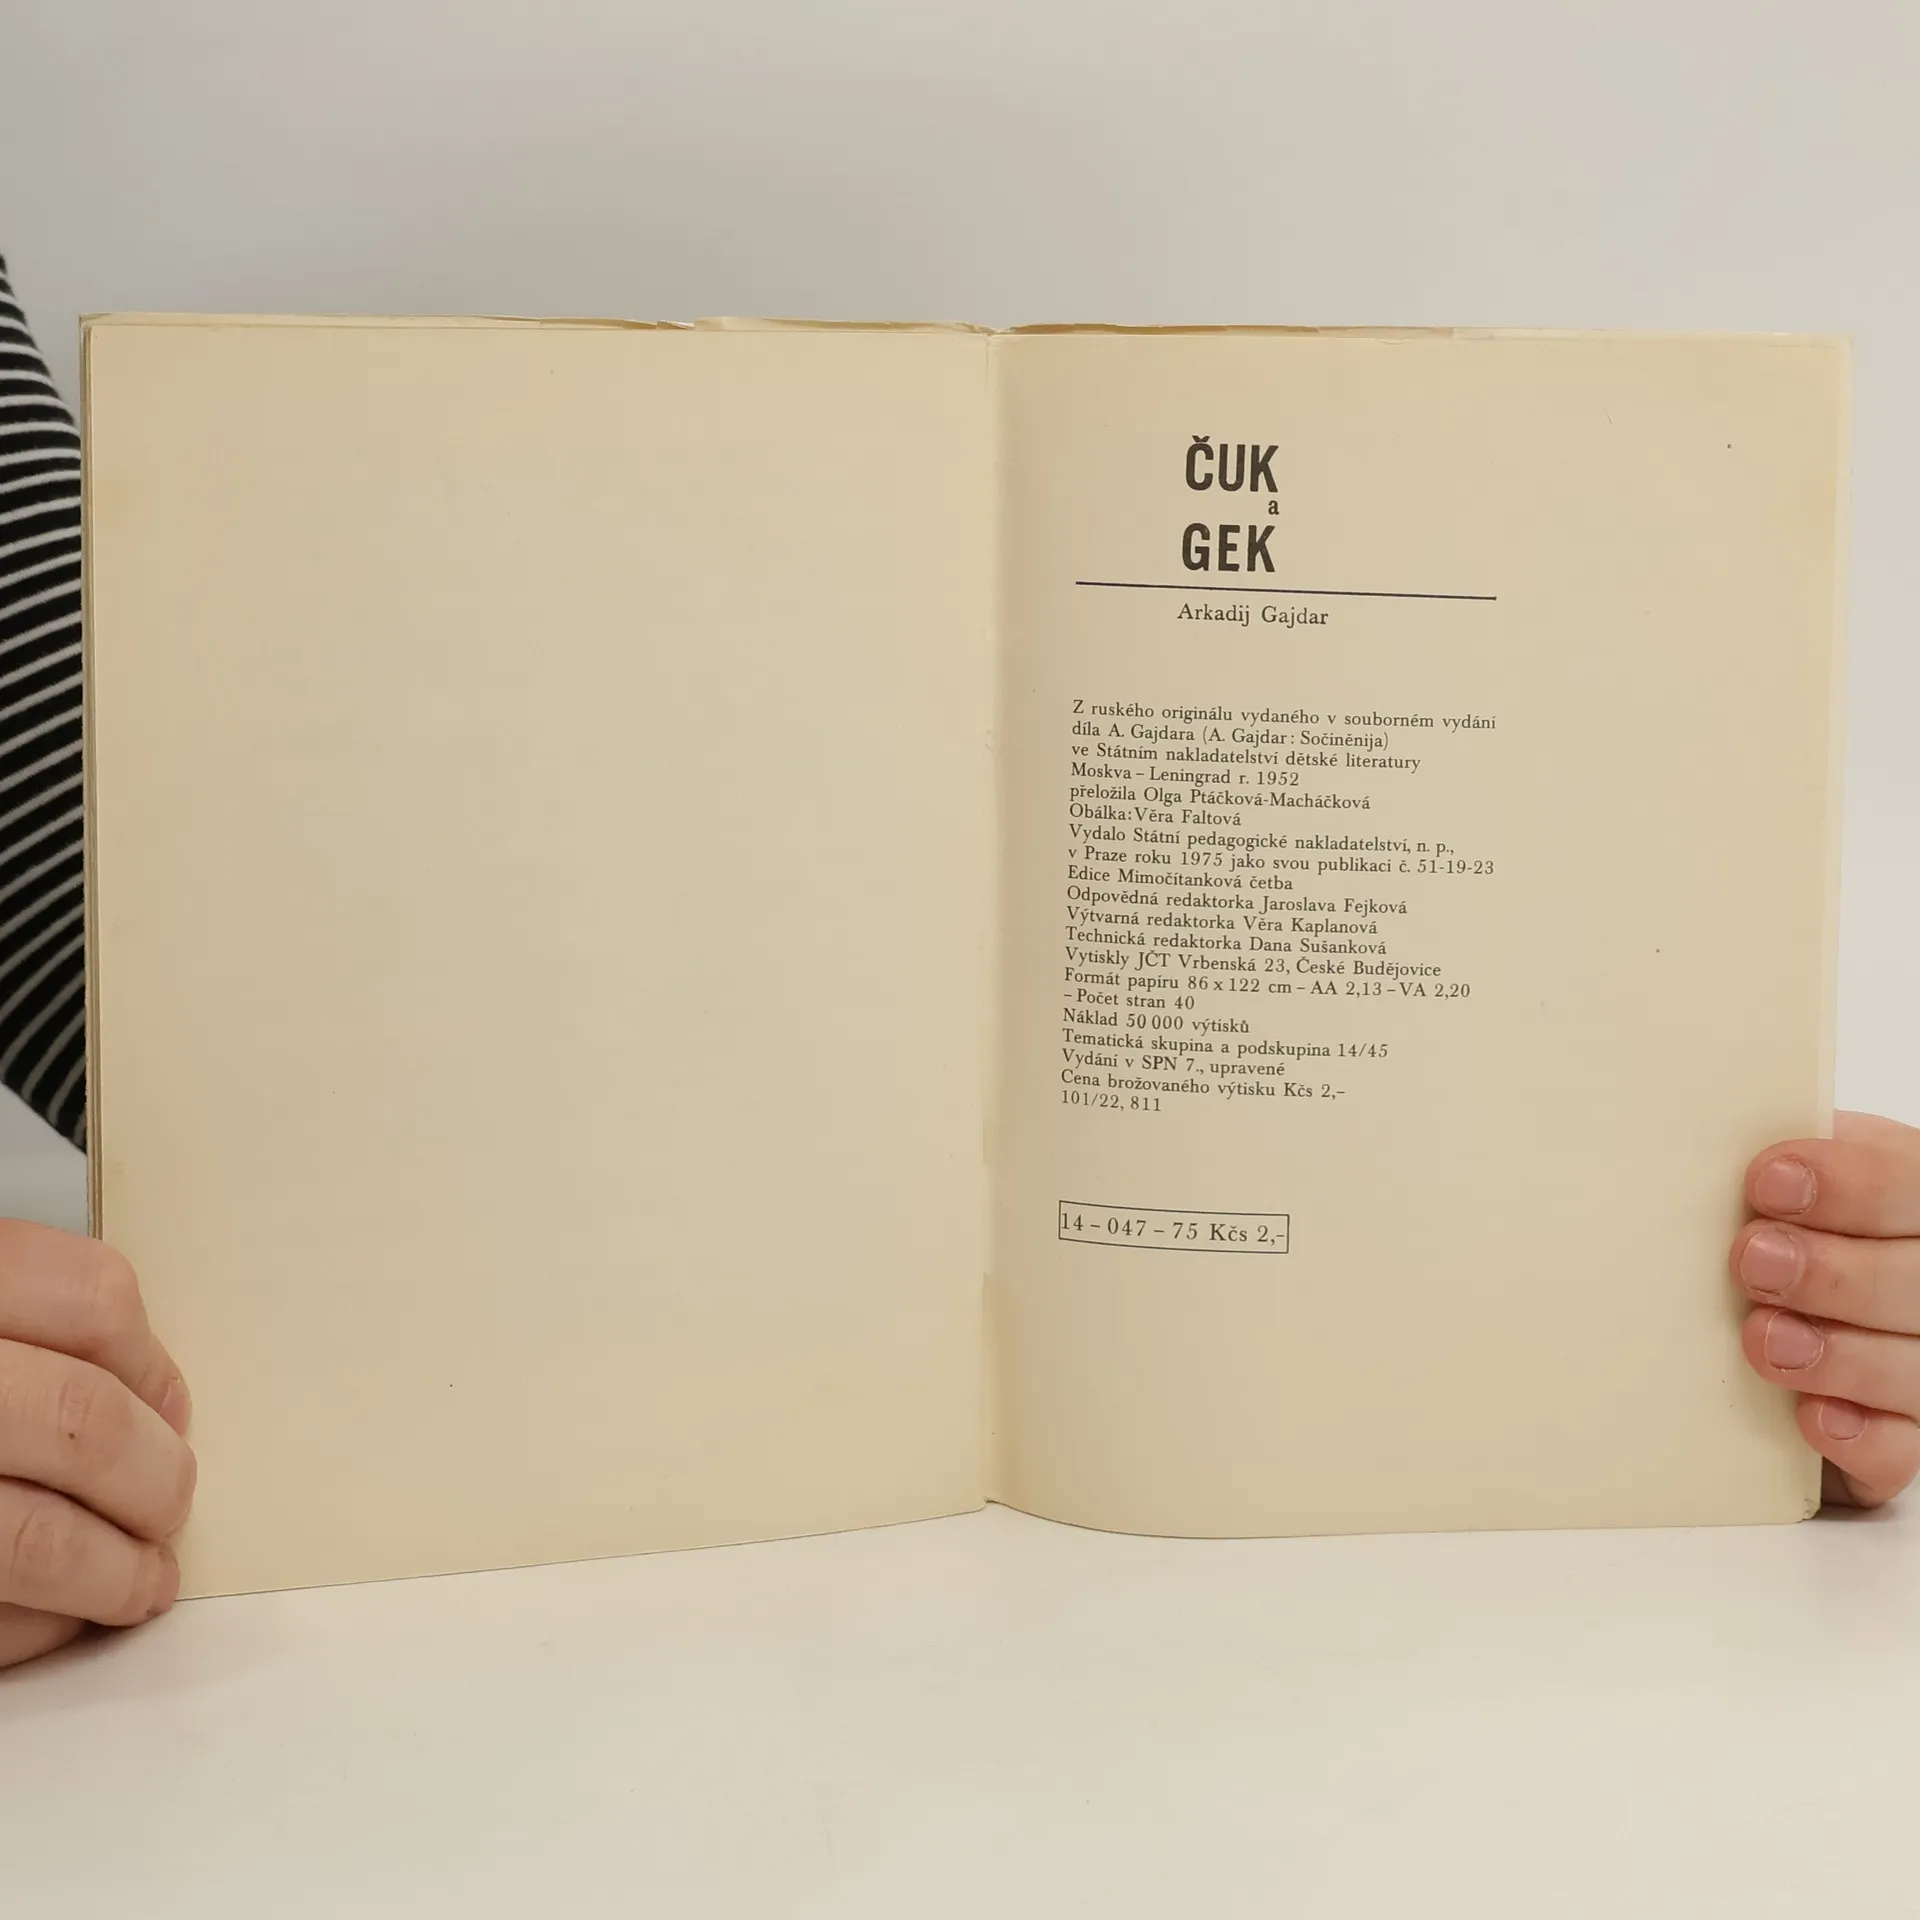 ČUK
a
GEK
Arkadij Gajdar
Z ruského originálu vydaného v souborném vydání
díla A. Gajdara (A. Gajdar: Sočiněnija)
ve Státním nakladatelství dětské literatury
Moskva – Leningrad r. 1952
přeložila Olga Ptáčková-Macháčková
Obálka: Věra Faltová
Vydalo Státní pedagogické nakladatelství, n. p.,
v Praze roku 1975 jako svou publikaci č. 51-19-23
Edice Mimočítanková četba
Odpovědná redaktorka Jaroslava Fejková
Výtvarná redaktorka Věra Kaplanová
Technická redaktorka Dana Sušanková
Vytiskly JČT Vrbenská 23, České Budějovice
Formát papíru 86 x 122 cm – AA 2,13 – VA 2,20
– Počet stran 40
Náklad 50 000 výtisků
Tematická skupina a podskupina 14/45
Vydání v SPN 7., upravené
Cena brožovaného výtisku Kčs 2,–
101/22, 811
14 – 047 – 75 Kčs 2,–